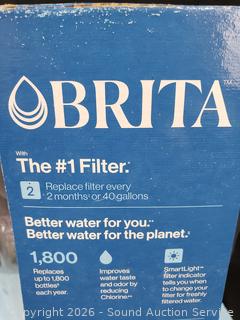 BRITA™
With
The #1 Filter.*
2 Replace filter every
2 months† or 40 gallons
Better water for you.**
Better water for the planet.
1,800
Replaces
up to 1,800
bottles
each year.
Improves
water taste
and odor by
reducing
Chlorine.
SmartLight™
filter indicator
tells you when
to change your
filter for freshly
filtered water.
Copyright 2026 - Sound Auction Service